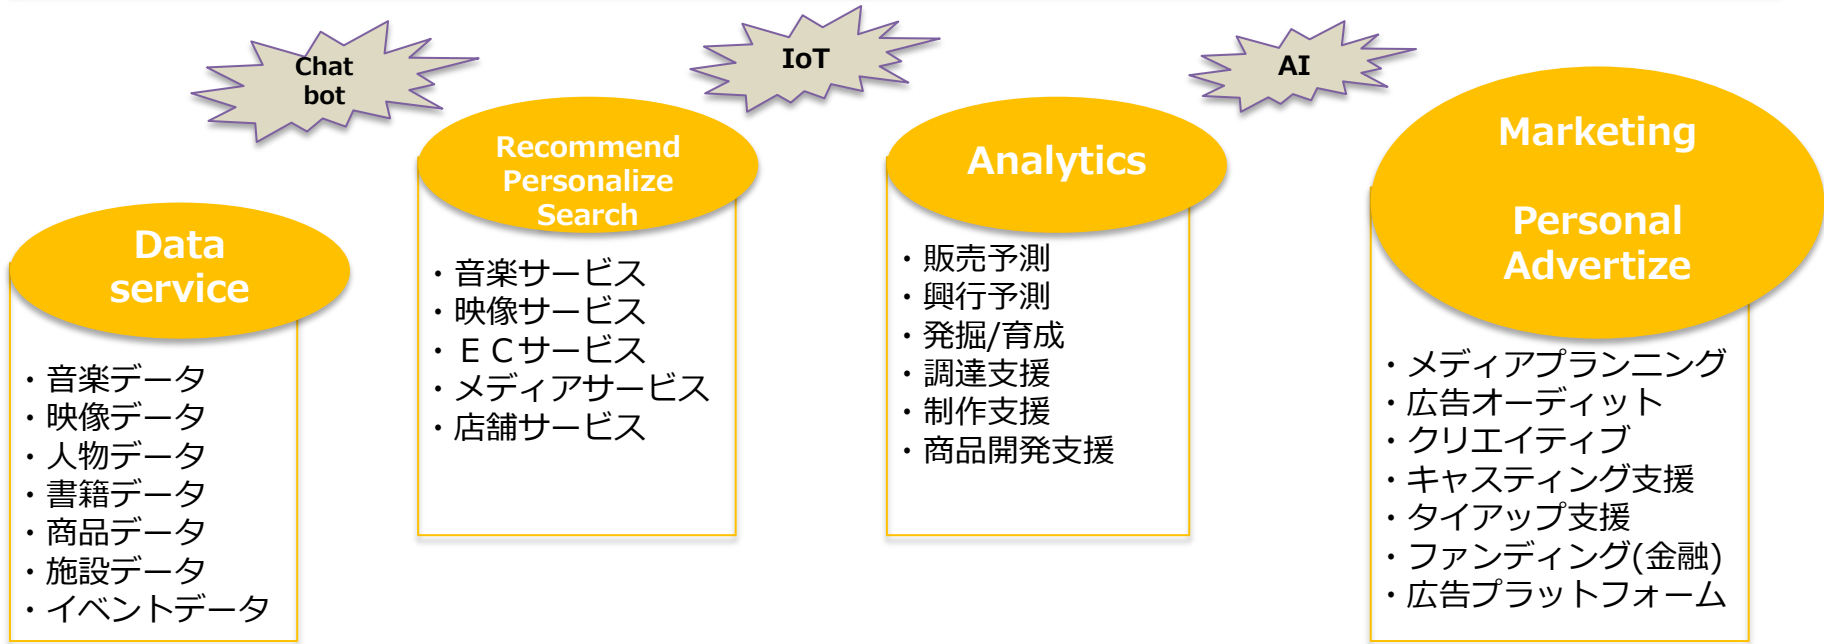 Chat
bot
IoT
AI
Data
service
・音楽データ
・映像データ
・人物データ
・書籍データ
・商品データ
・施設データ
・イベントデータ
Recommend
Personalize
Search
・音楽サービス
・映像サービス
・ＥＣサービス
・メディアサービス
・店舗サービス
Analytics
・販売予測
・興行予測
・発掘/育成
・調達支援
・制作支援
・商品開発支援
Marketing
Personal
Advertize
・メディアプランニング
・広告オーディット
・クリエイティブ
・キャスティング支援
・タイアップ支援
・ファンディング(金融)
・広告プラットフォーム